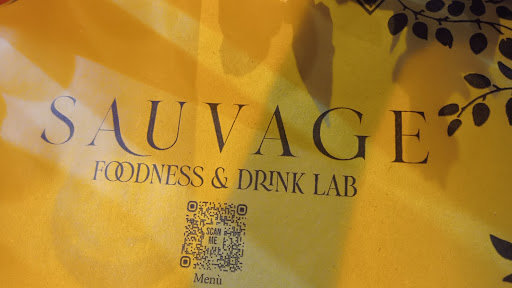 SAUVAGE
FOODNESS & DRINK LAB
SCAN
ME
Menù